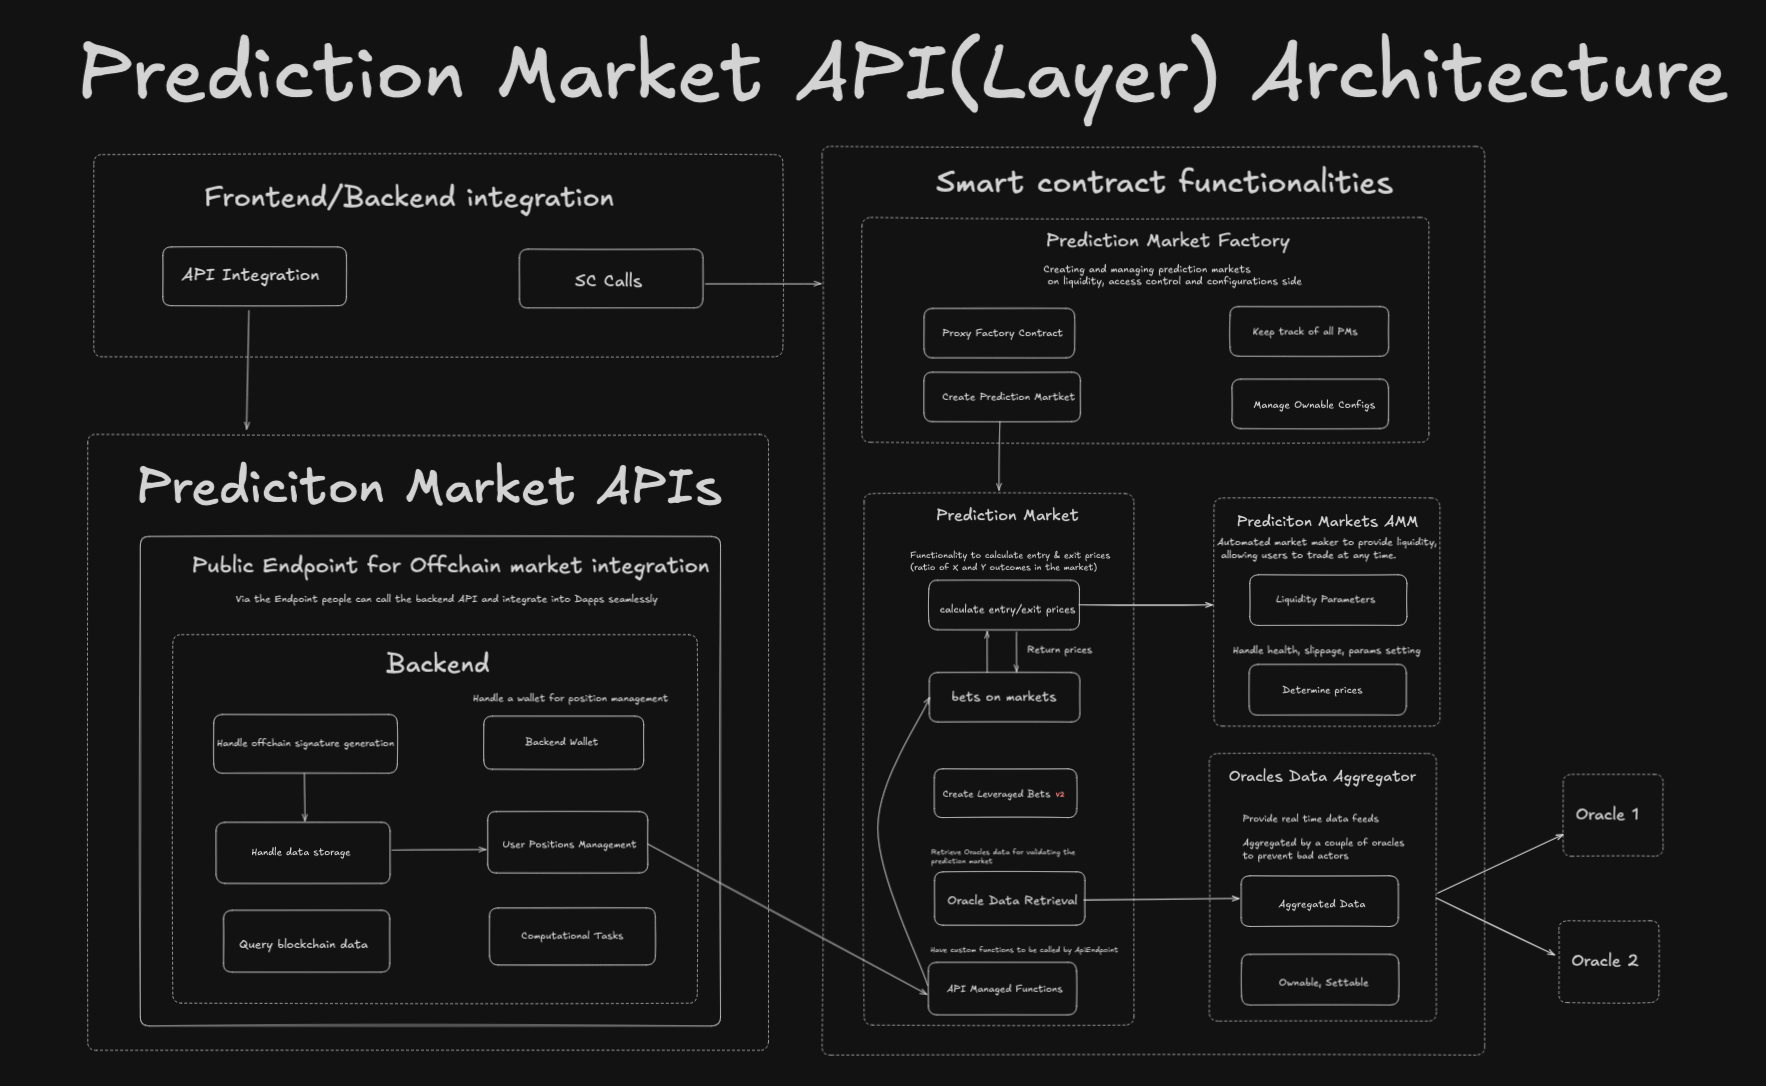 Prediction Market API(Layer) Architecture
Frontend/Backend integration
API Integration
SC Calls
Prediciton Market APIs
Public Endpoint for Offchain market integration
Via the Endpoint people can call the backend API and integrate into Dapps seamlessly
Backend
Handle a wallet for position management
Handle offchain signature generation
Backend Wallet
Handle data storage
User Positions Management
Query blockchain data
Computational Tasks
Smart contract functionalities
Prediction Market Factory
Creating and managing prediction markets
on liquidity, access control and configurations side
Proxy Factory Contract
Keep track of all PMs
Create Prediction Martket
Manage Ownable Configs
Prediction Market
Functionality to calculate entry & exit prices
(ratio of X and Y outcomes in the market)
calculate entry/exit prices
Return prices
bets on markets
Create Leveraged Bets v2
Retrieve Oracles data for validating the
prediction market
Oracle Data Retrieval
Have custom functions to be called by ApiEndpoint
API Managed Functions
Prediciton Markets AMM
Automated market maker to provide liquidity,
allowing users to trade at any time.
Liquidity Parameters
Handle health, slippage, params setting
Determine prices
Oracles Data Aggregator
Provide real time data feeds
Aggregated by a couple of oracles
to prevent bad actors
Aggregated Data
Ownable, Settable
Oracle 1
Oracle 2